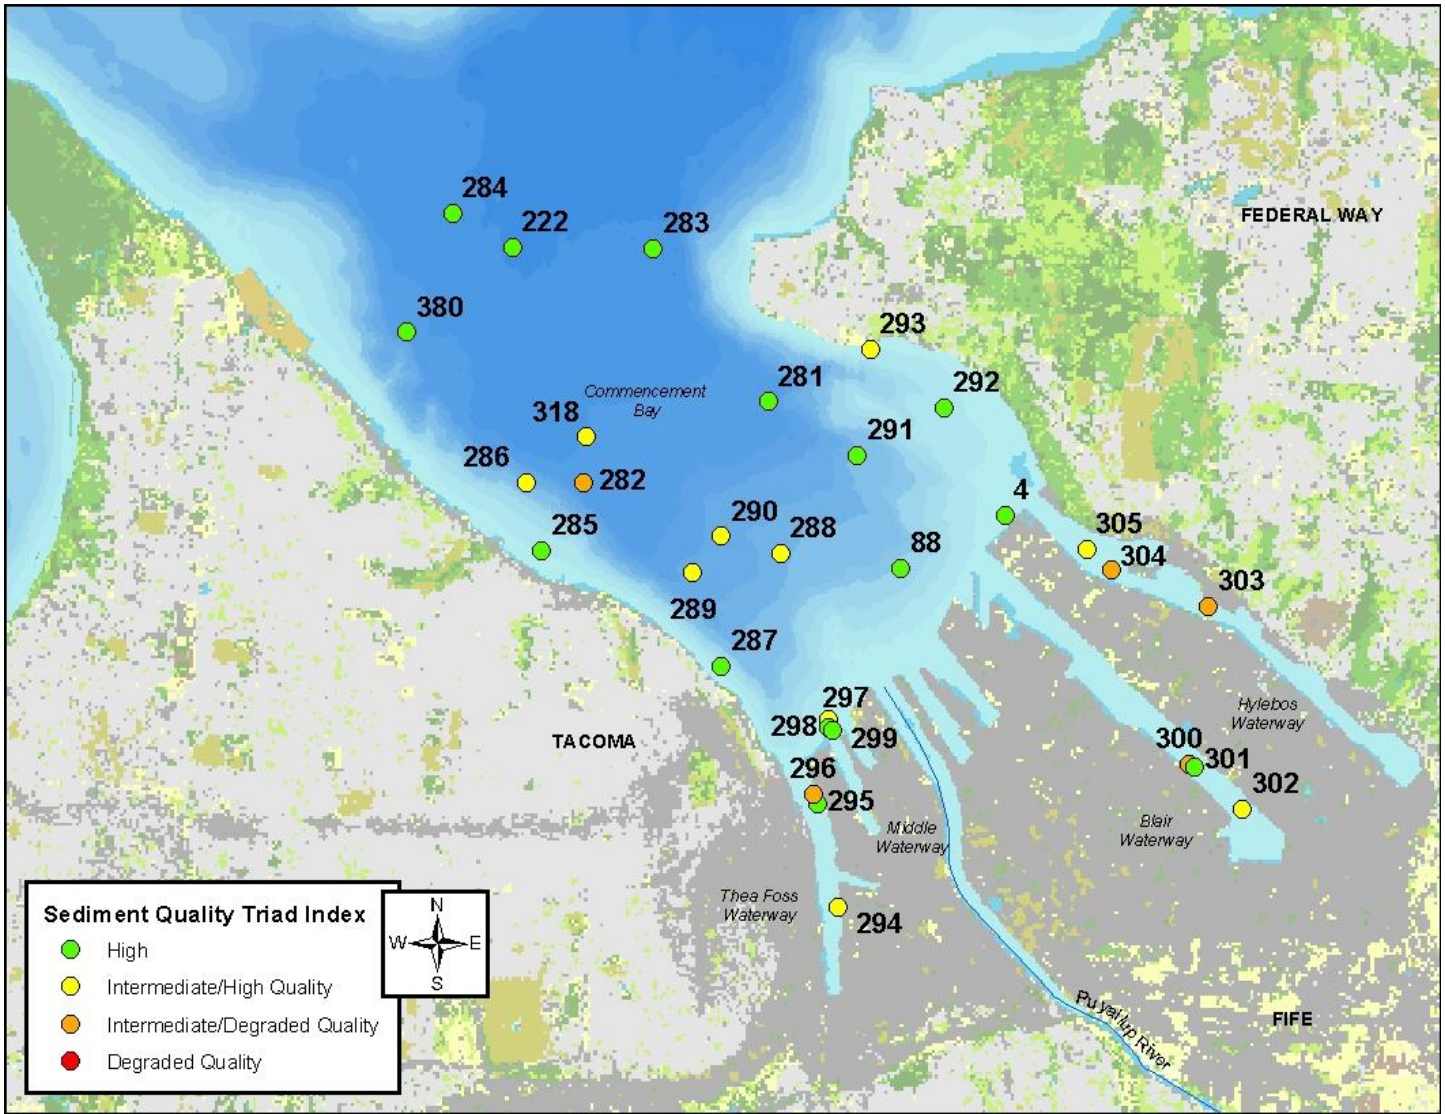 284
222
283
FEDERAL WAY
380
293
281
292
Commencement
Bay
318
291
286
282
4
290
285
288
88
305
304
303
289
287
297
Hylebos
Waterway
298
299
TACOMA
300
301
296
302
295
Middle
Waterway
Blair
Waterway
Thea Foss
Waterway
294
Puyallup River
FIFE
Sediment Quality Triad Index
High
Intermediate/High Quality
Intermediate/Degraded Quality
Degraded Quality
N
W E
S